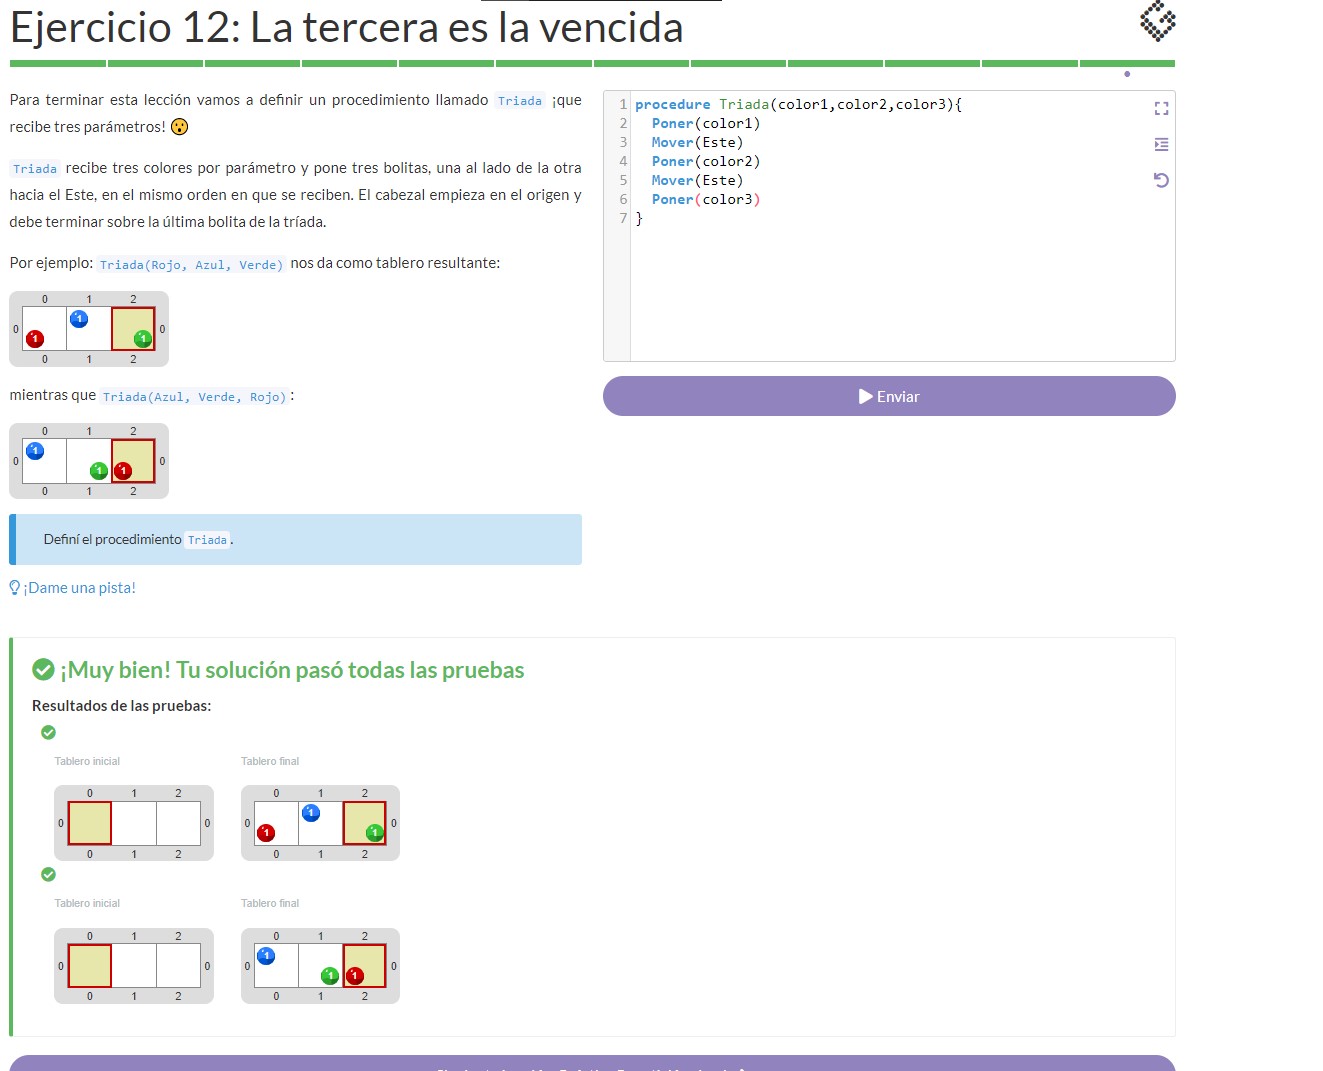 Ejercicio 12: La tercera es la vencida
Para terminar esta lección vamos a definir un procedimiento llamado Triada ¡que
recibe tres parámetros! 😮
Triada recibe tres colores por parámetro y pone tres bolitas, una al lado de la otra
hacia el Este, en el mismo orden en que se reciben. El cabezal empieza en el origen y
debe terminar sobre la última bolita de la tríada.
Por ejemplo: Triada(Rojo, Azul, Verde) nos da como tablero resultante:
0 1 2
0 1 1 1 0
0 1 2
mientras que Triada(Azul, Verde, Rojo) :
0 1 2
0 1 1 1 0
0 1 2
Definí el procedimiento Triada.
¡Dame una pista!
1 procedure Triada(color1,color2,color3){
2 Poner(color1)
3 Mover(Este)
4 Poner(color2)
5 Mover(Este)
6 Poner(color3)
7 }
Enviar
¡Muy bien! Tu solución pasó todas las pruebas
Resultados de las pruebas:
Tablero inicial Tablero final
0 1 2 0 1 2
0 0 0 1 1 1 0
0 1 2 0 1 2
Tablero inicial Tablero final
0 1 2 0 1 2
0 0 0 1 1 1 0
0 1 2 0 1 2